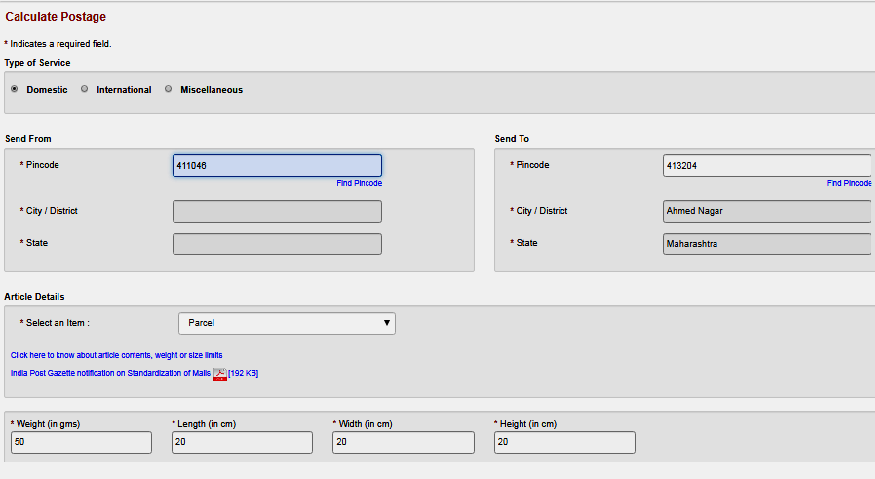 Calculate Postage
* Indicates a required field.
Type of Service
Domestic International Miscellaneous
Send From
* Pincode 411046
Find Pincode
* City / District
* State
Send To
* Pincode 413204
Find Pincode
* City / District Ahmed Nagar
* State Maharashtra
Article Details
* Select an Item : Parcel
Click here to know about article contents, weight or size limits
India Post Gazette notification on Standardization of Mails [192 KB]
* Weight (in gms) * Length (in cm) * Width (in cm) * Height (in cm)
50 20 20 20